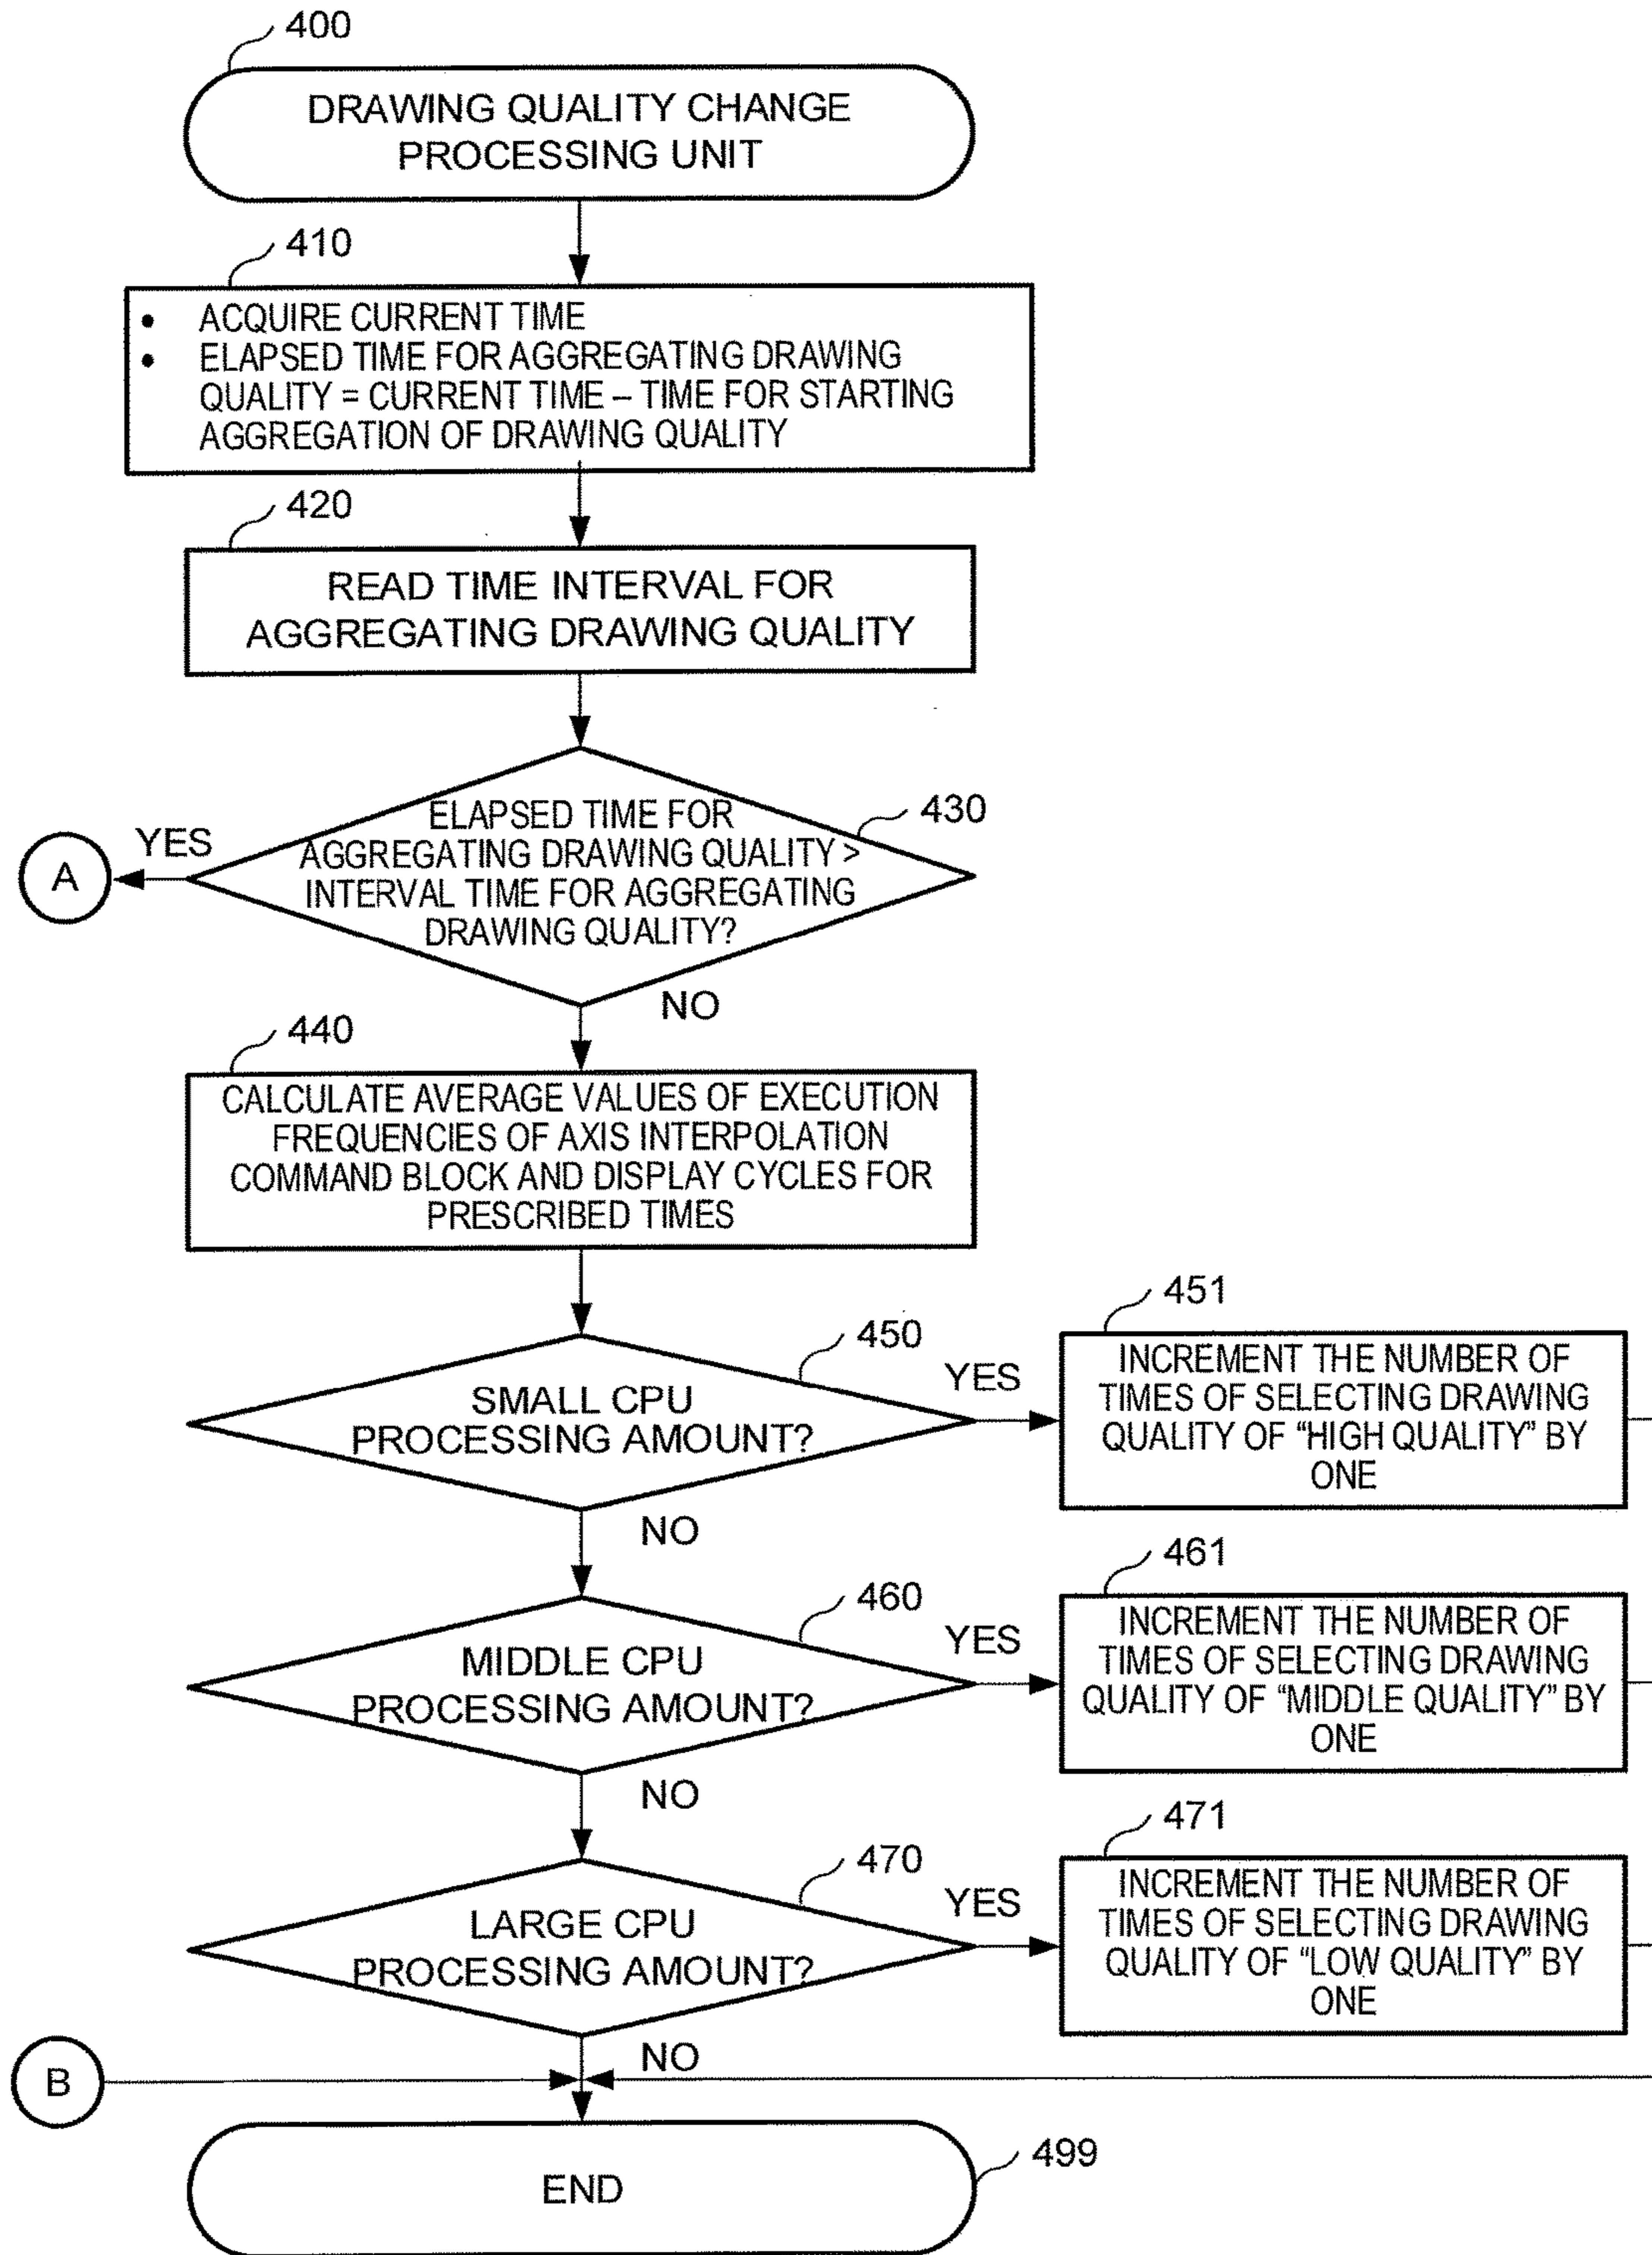 400
DRAWING QUALITY CHANGE
PROCESSING UNIT
410
• ACQUIRE CURRENT TIME
• ELAPSED TIME FOR AGGREGATING DRAWING
QUALITY = CURRENT TIME – TIME FOR STARTING
AGGREGATION OF DRAWING QUALITY
420
READ TIME INTERVAL FOR
AGGREGATING DRAWING QUALITY
430
ELAPSED TIME FOR
AGGREGATING DRAWING QUALITY >
INTERVAL TIME FOR AGGREGATING
DRAWING QUALITY?
YES
A
NO
440
CALCULATE AVERAGE VALUES OF EXECUTION
FREQUENCIES OF AXIS INTERPOLATION
COMMAND BLOCK AND DISPLAY CYCLES FOR
PRESCRIBED TIMES
450
SMALL CPU
PROCESSING AMOUNT?
YES
451
INCREMENT THE NUMBER OF
TIMES OF SELECTING DRAWING
QUALITY OF “HIGH QUALITY” BY
ONE
NO
460
MIDDLE CPU
PROCESSING AMOUNT?
YES
461
INCREMENT THE NUMBER OF
TIMES OF SELECTING DRAWING
QUALITY OF “MIDDLE QUALITY” BY
ONE
NO
470
LARGE CPU
PROCESSING AMOUNT?
YES
471
INCREMENT THE NUMBER OF
TIMES OF SELECTING DRAWING
QUALITY OF “LOW QUALITY” BY
ONE
NO
B
END
499